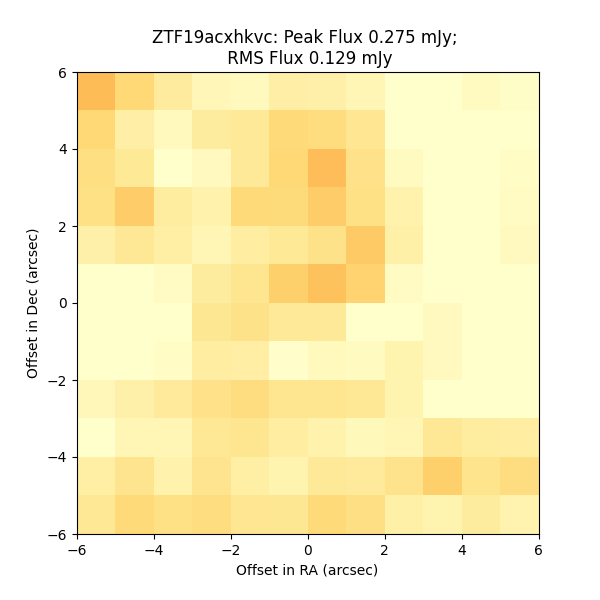 ZTF19acxhkvc: Peak Flux 0.275 mJy;
RMS Flux 0.129 mJy
6
4
2
0
−2
−4
−6
Offset in Dec (arcsec)
−6 −4 −2 0 2 4 6
Offset in RA (arcsec)